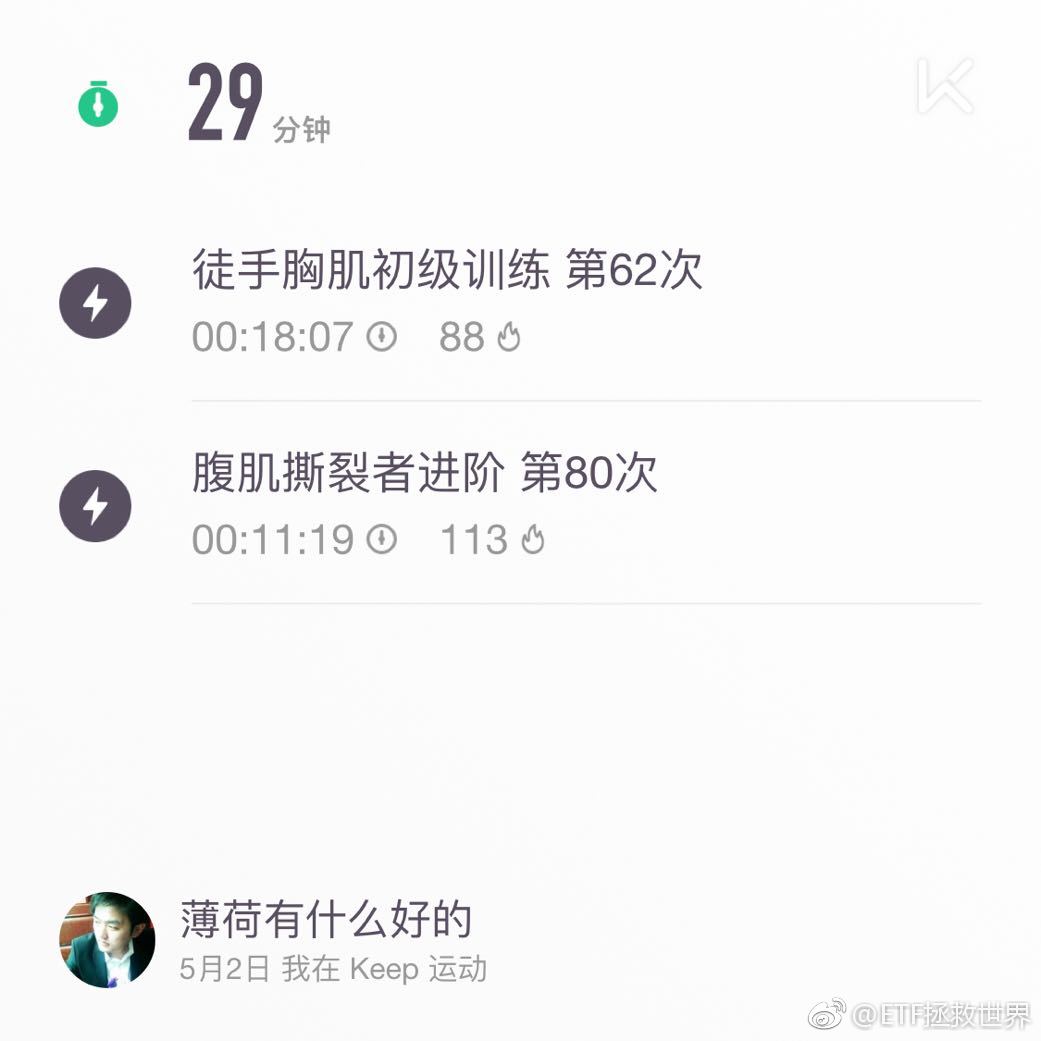 29 分钟
徒手胸肌初级训练 第62次
00:18:07 88
腹肌撕裂者进阶 第80次
00:11:19 113
薄荷有什么好的
5月2日 我在 Keep 运动
@ETF拯救世界